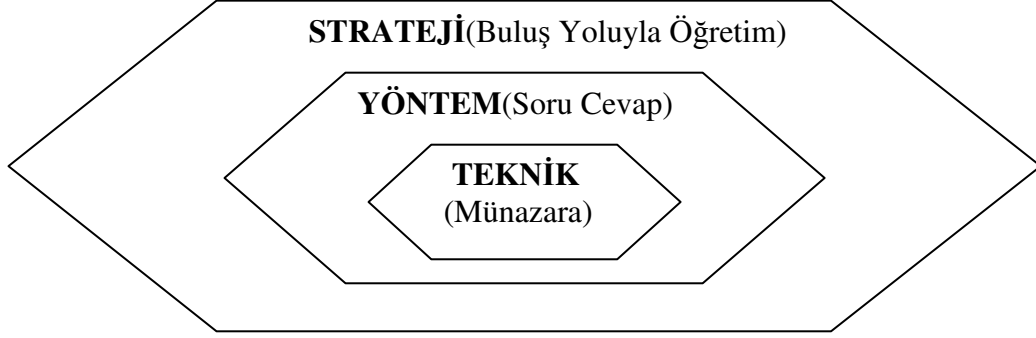 STRATEJİ(Buluş Yoluyla Öğretim)
YÖNTEM(Soru Cevap)
TEKNİK
(Münazara)